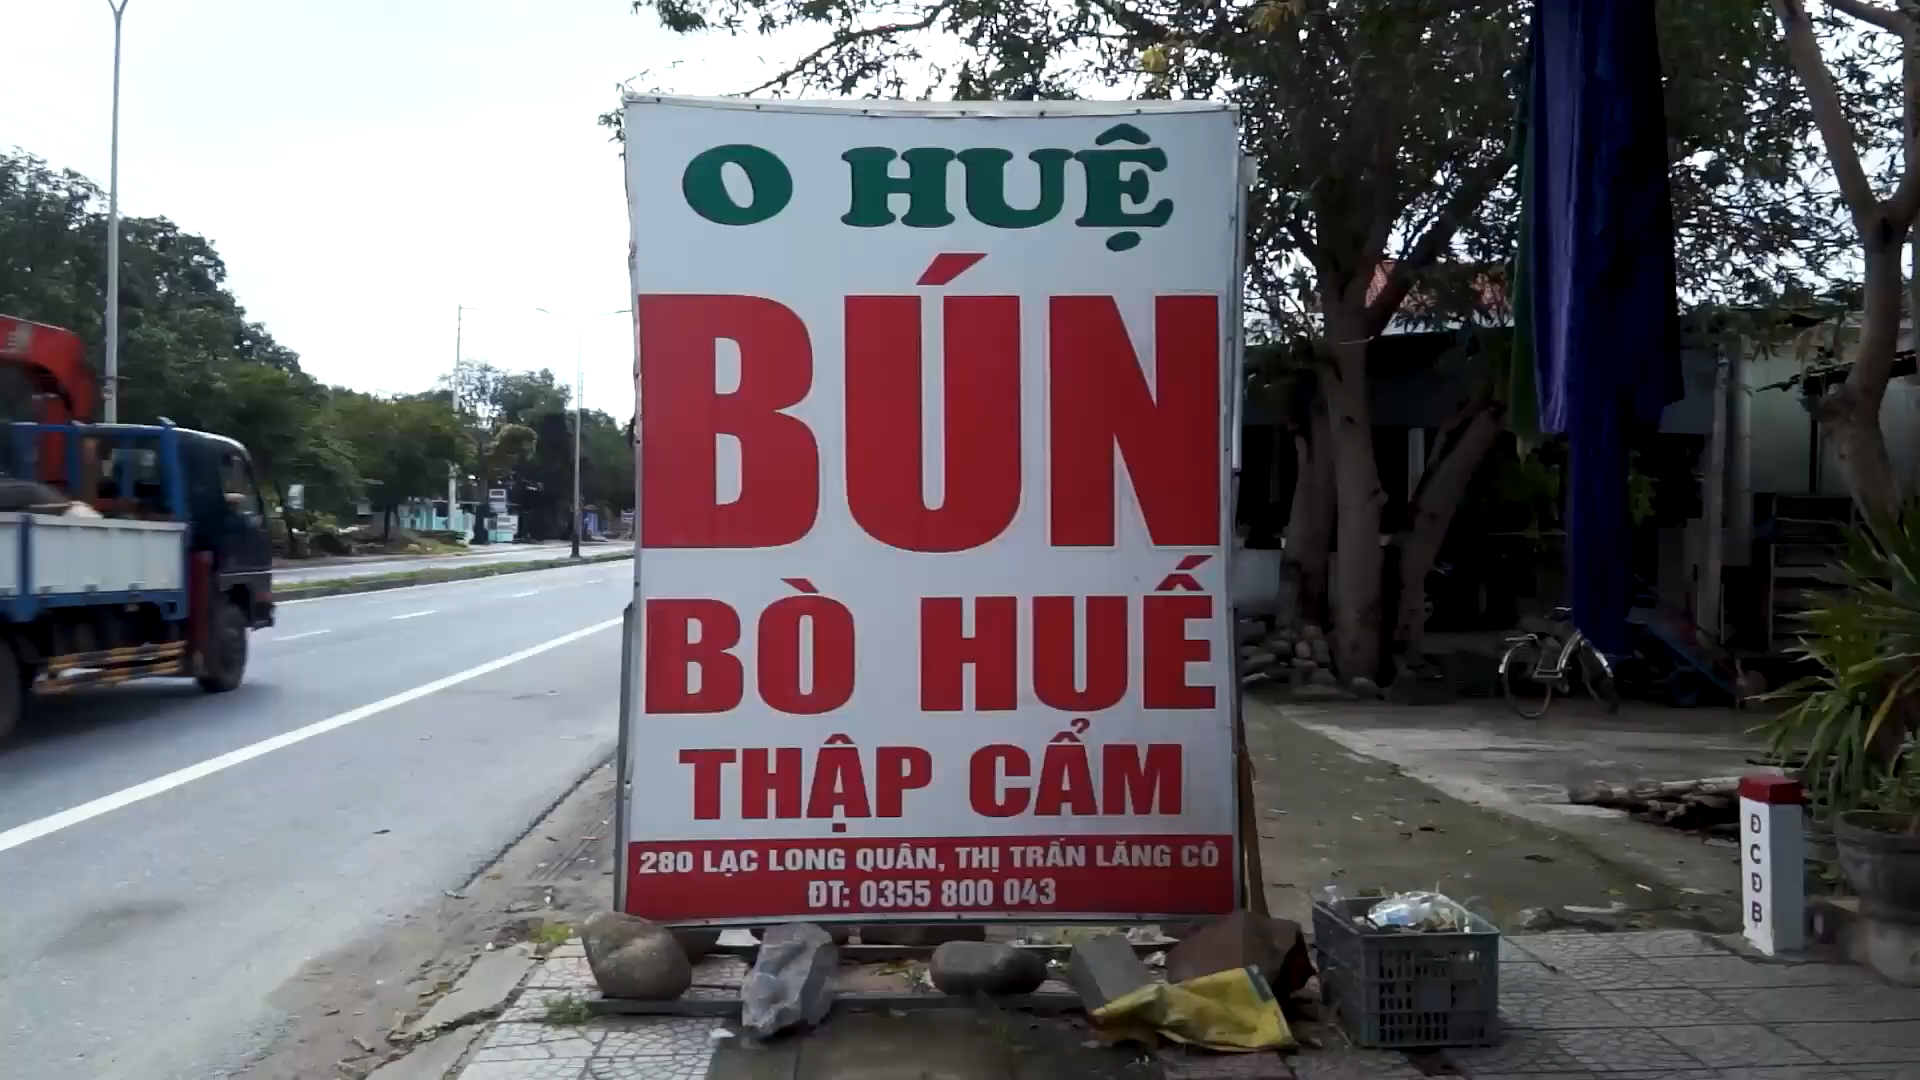 O HUỆ
BÚN
BÒ HUẾ
THẬP CẨM
280 LẠC LONG QUÂN, THỊ TRẤN LĂNG CÔ
ĐT: 0355 800 043
ĐCĐB